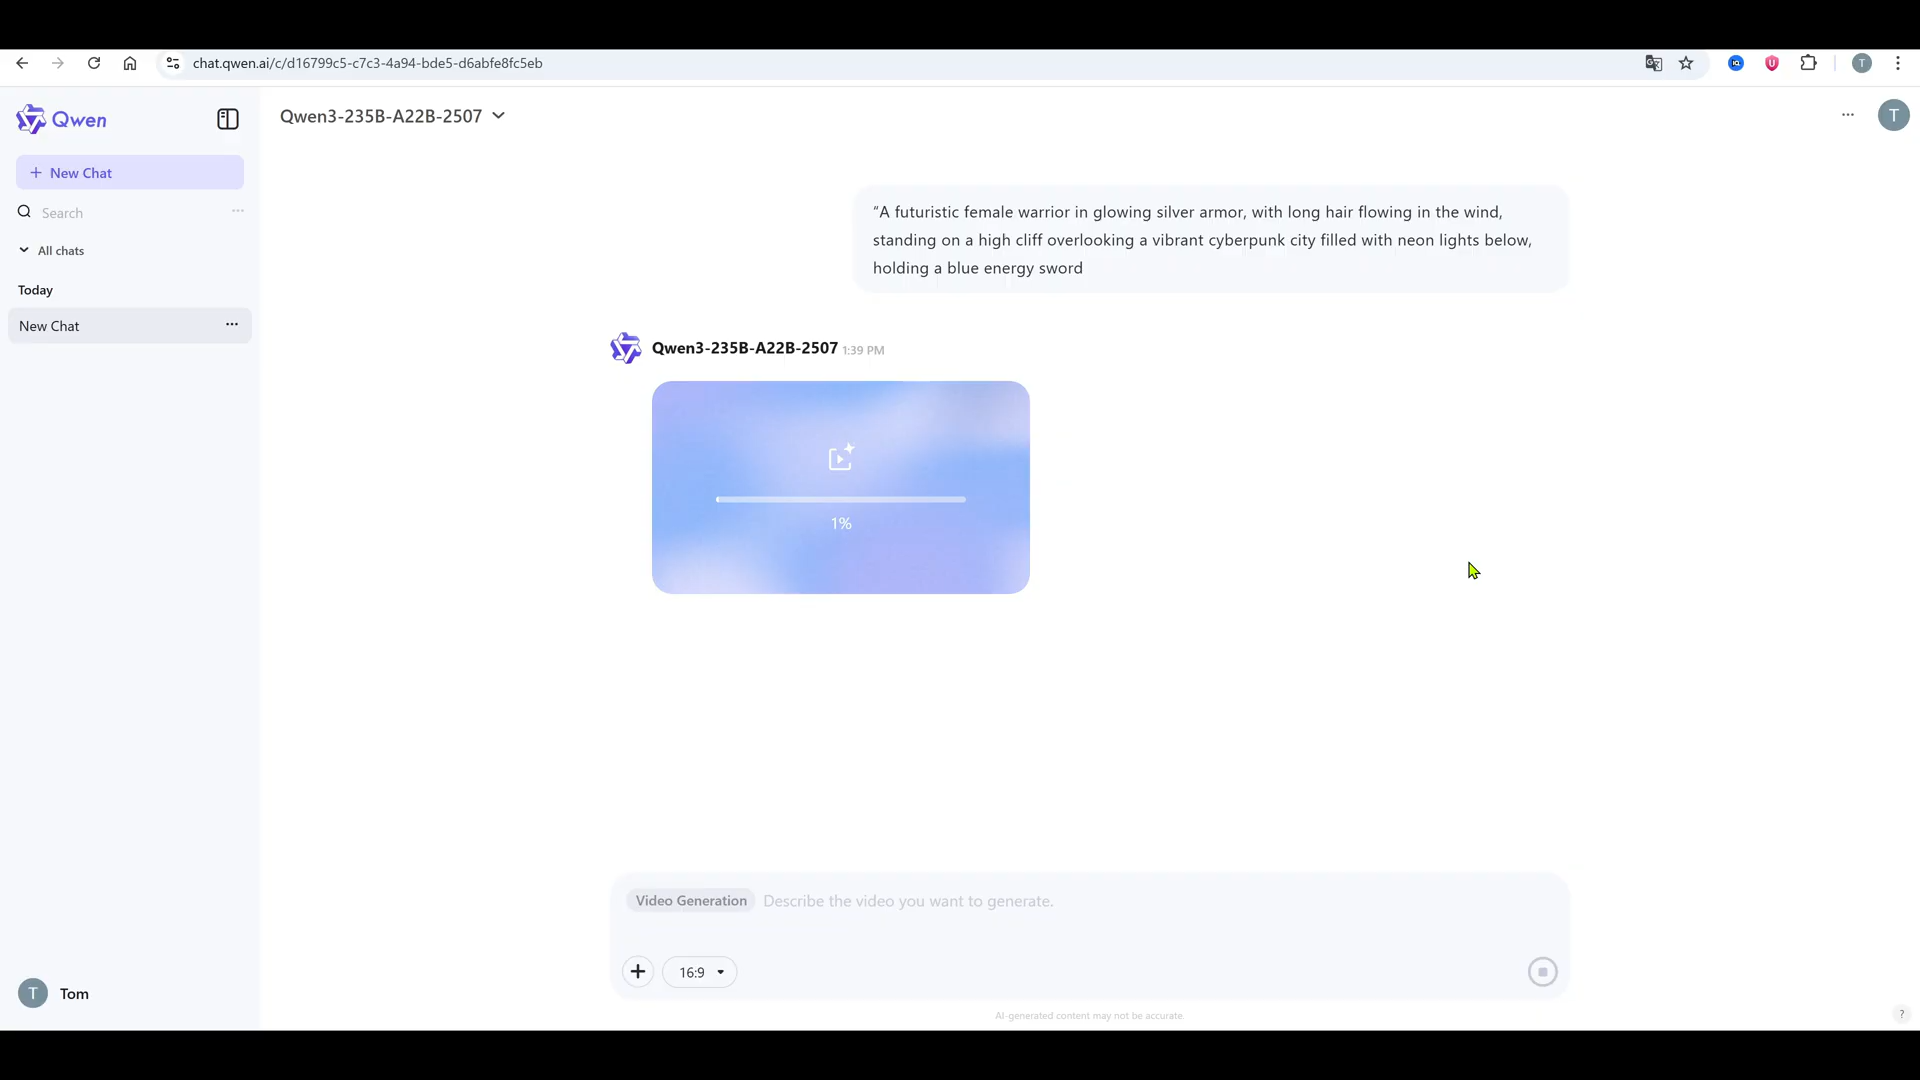 chat.qwen.ai/c/d16799c5-c7c3-4a94-bde5-d6abfe8fc5eb
T
Qwen
Qwen3-235B-A22B-2507
T
+ New Chat
Search
All chats
Today
New Chat
“A futuristic female warrior in glowing silver armor, with long hair flowing in the wind,
standing on a high cliff overlooking a vibrant cyberpunk city filled with neon lights below,
holding a blue energy sword
Qwen3-235B-A22B-2507 1:39 PM
1%
Video Generation Describe the video you want to generate.
16:9
T Tom
AI-generated content may not be accurate.
?